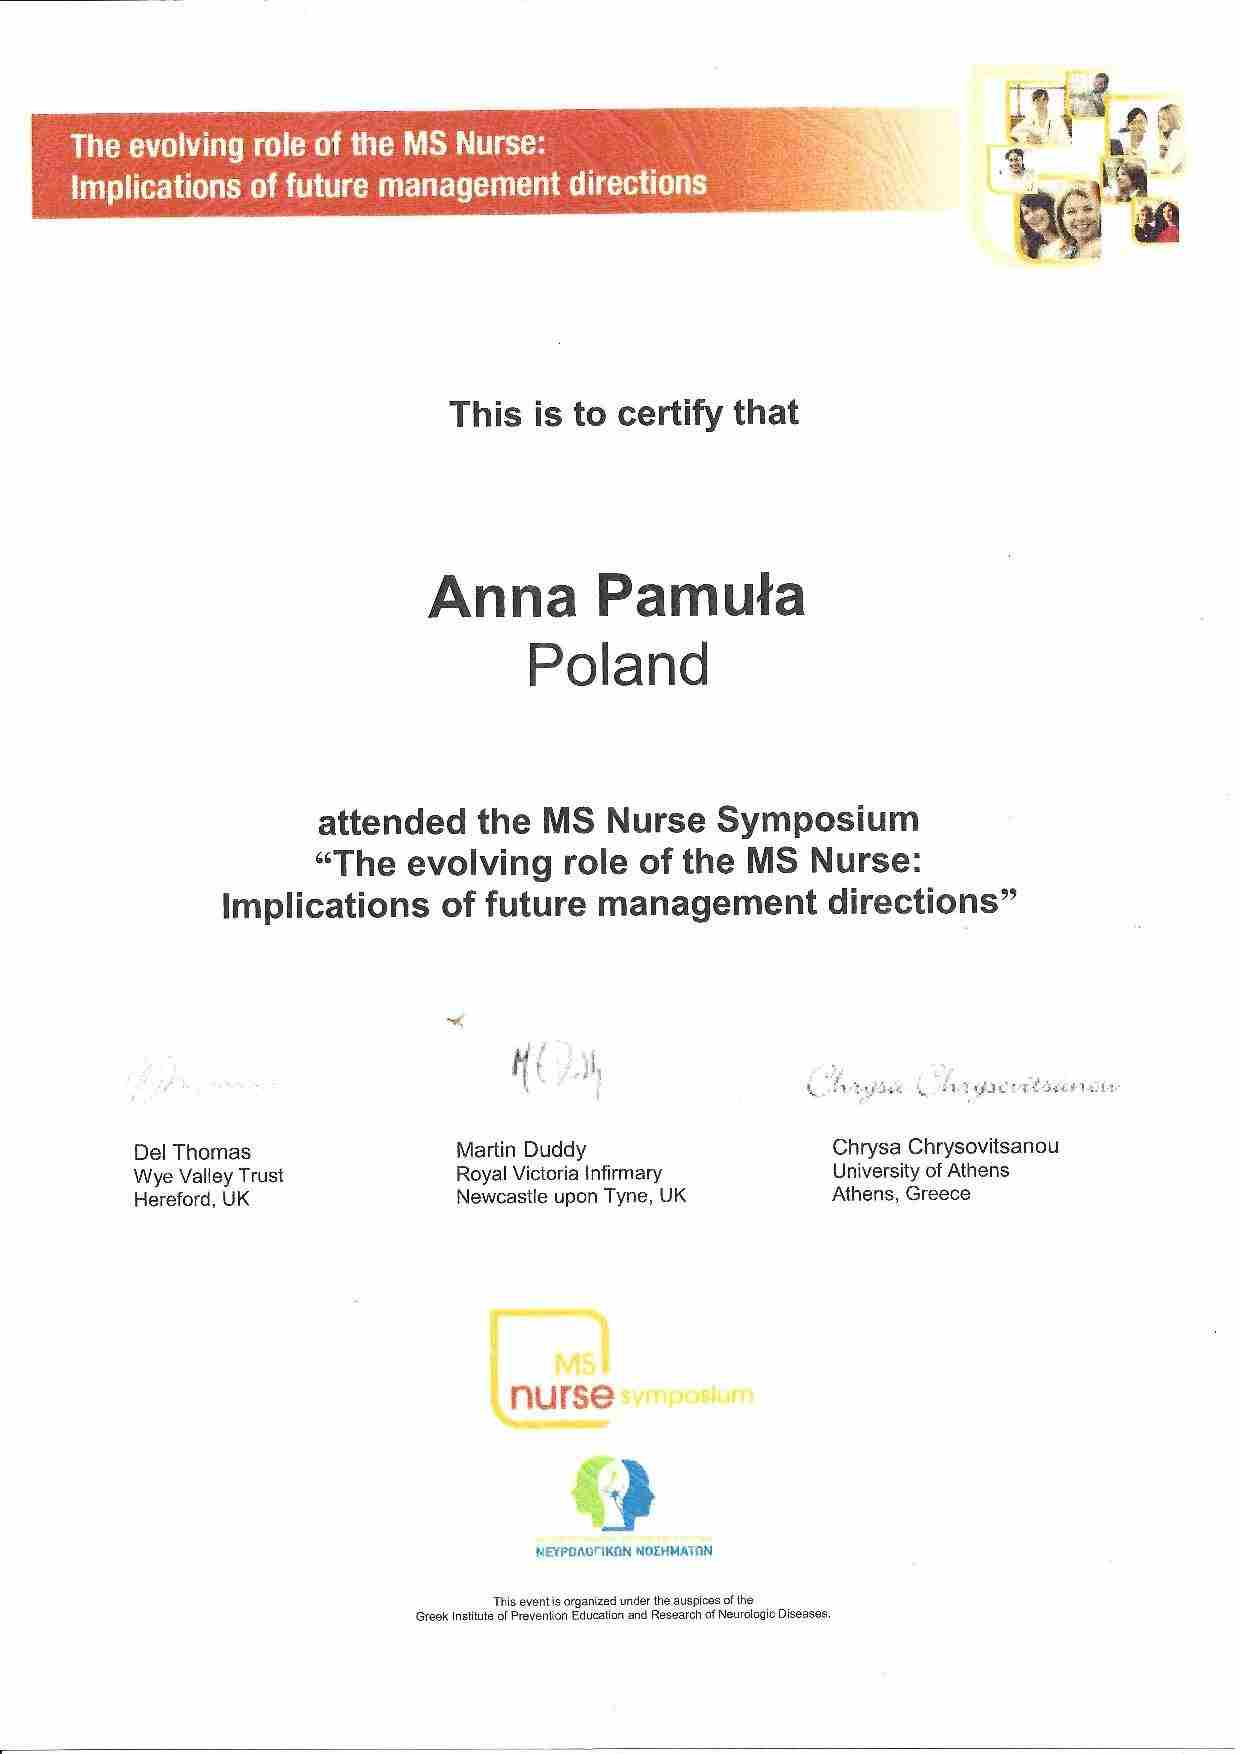 The evolving role of the MS Nurse:
Implications of future management directions
This is to certify that
Anna Pamuła
Poland
attended the MS Nurse Symposium
“The evolving role of the MS Nurse:
Implications of future management directions”
Chrysa Chrysovitsanou
Del Thomas
Wye Valley Trust
Hereford, UK
Martin Duddy
Royal Victoria Infirmary
Newcastle upon Tyne, UK
Chrysa Chrysovitsanou
University of Athens
Athens, Greece
MS
nurse symposium
ΝΕΥΡΟΛΟΓΙΚΩΝ ΝΟΣΗΜΑΤΩΝ
This event is organized under the auspices of the
Greek Institute of Prevention Education and Research of Neurologic Diseases.